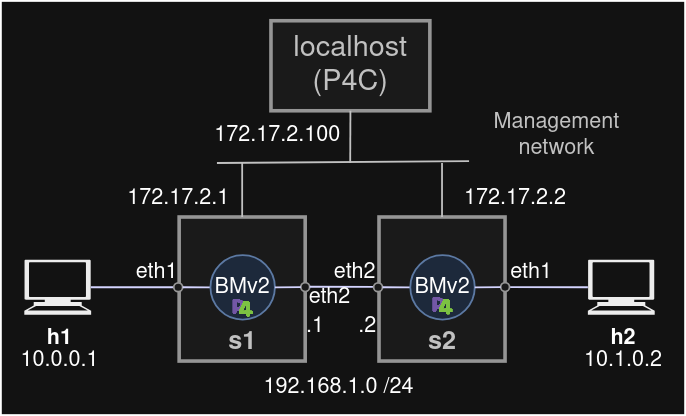 localhost
(P4C)
172.17.2.100
Management
network
172.17.2.1
172.17.2.2
eth1
BMv2
P4
eth2
.1
s1
eth2
.2
BMv2
P4
s2
eth1
h1
10.0.0.1
h2
10.1.0.2
192.168.1.0 /24